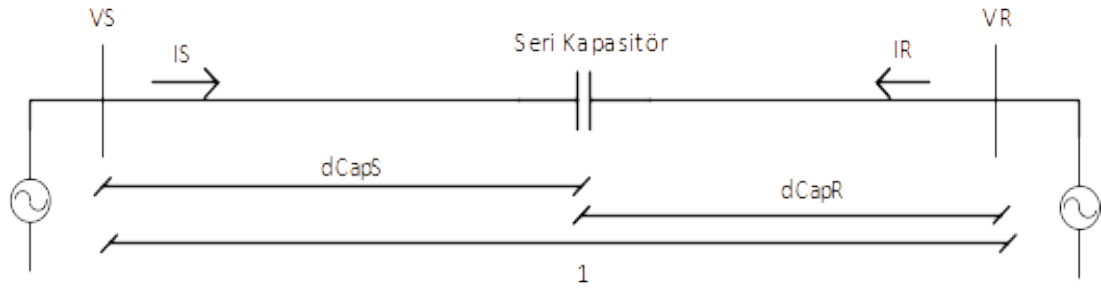 VS
VR
Seri Kapasitör
IS
IR
dCapS
dCapR
1